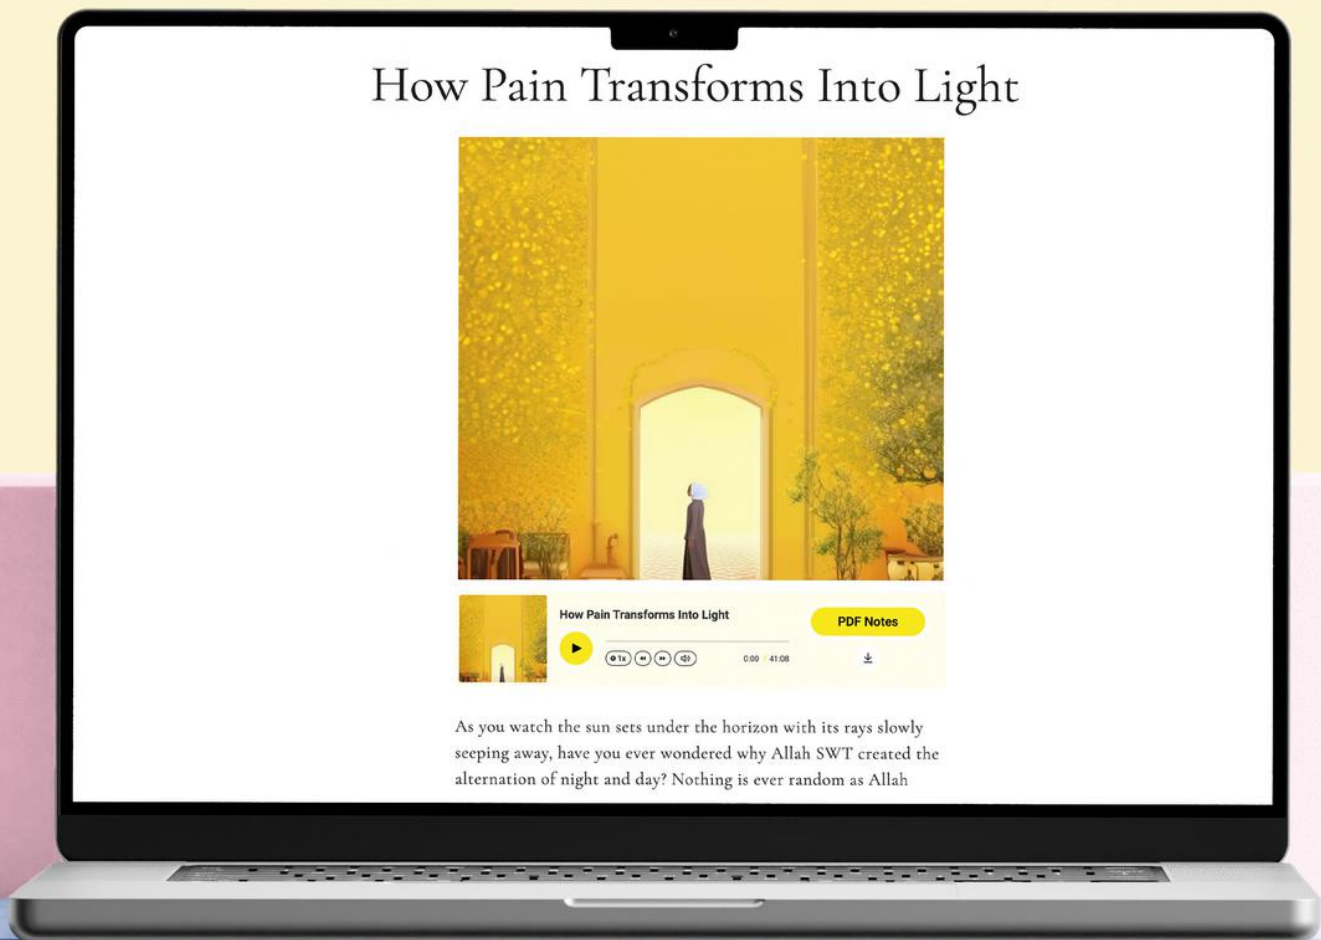 How Pain Transforms Into Light
How Pain Transforms Into Light
PDF Notes
1x
0:00
41:08
As you watch the sun sets under the horizon with its rays slowly
seeping away, have you ever wondered why Allah SWT created the
alternation of night and day? Nothing is ever random as Allah